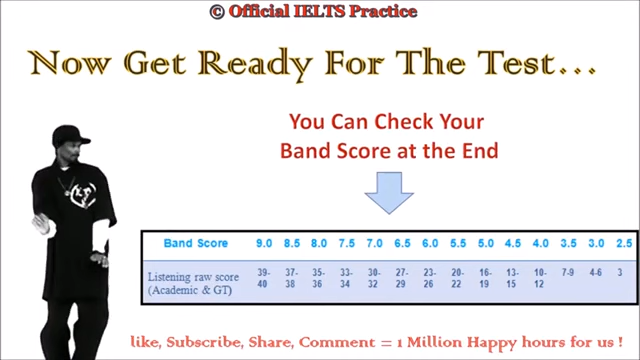 © Official IELTS Practice
Now Get Ready For The Test...
You Can Check Your
Band Score at the End
Band Score 9.0 8.5 8.0 7.5 7.0 6.5 6.0 5.5 5.0 4.5 4.0 3.5 3.0 2.5
Listening raw score (Academic & GT) 39-40 37-38 35-36 33-34 30-32 27-29 23-26 20-22 16-19 13-15 10-12 7-9 4-6 3
like, Subscribe, Share, Comment = 1 Million Happy hours for us !